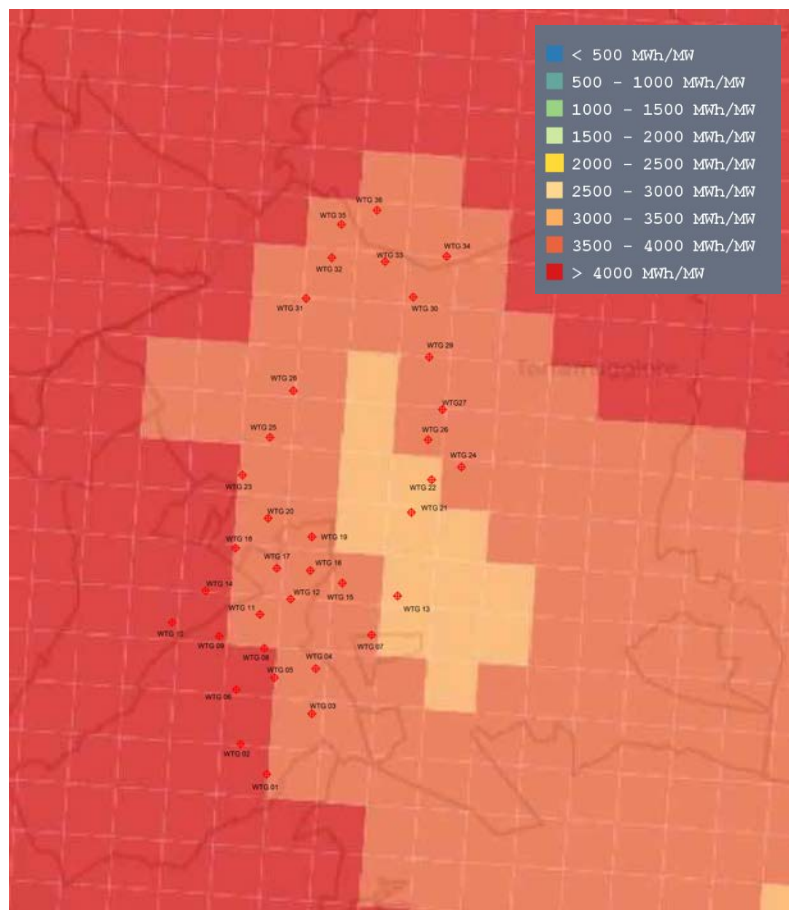 < 500 MWh/MW
500 - 1000 MWh/MW
1000 - 1500 MWh/MW
1500 - 2000 MWh/MW
2000 - 2500 MWh/MW
2500 - 3000 MWh/MW
3000 - 3500 MWh/MW
3500 - 4000 MWh/MW
> 4000 MWh/MW
WTG 36
WTG 35
WTG 34
WTG 33
WTG 32
WTG 31
WTG 30
WTG 29
WTG 28
WTG27
WTG 25
WTG 26
WTG 24
WTG 23
WTG 22
WTG 20
WTG 21
WTG 19
WTG 18
WTG 17
WTG 16
WTG 14
WTG 15
WTG 12
WTG 11
WTG 13
WTG 10
WTG 09
WTG 07
WTG 08
WTG 04
WTG 05
WTG 06
WTG 03
WTG 02
WTG 01